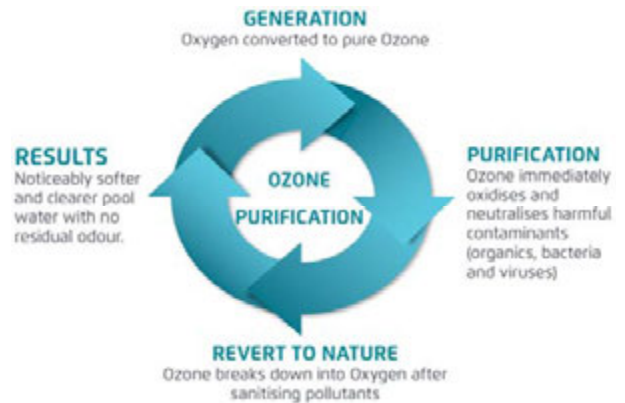 GENERATION
Oxygen converted to pure Ozone
RESULTS
Noticeably softer
and clearer pool
water with no
residual odour.
OZONE
PURIFICATION
PURIFICATION
Ozone immediately
oxidises and
neutralises harmful
contaminants
(organics, bacteria
and viruses)
REVERT TO NATURE
Ozone breaks down into Oxygen after
sanitising pollutants